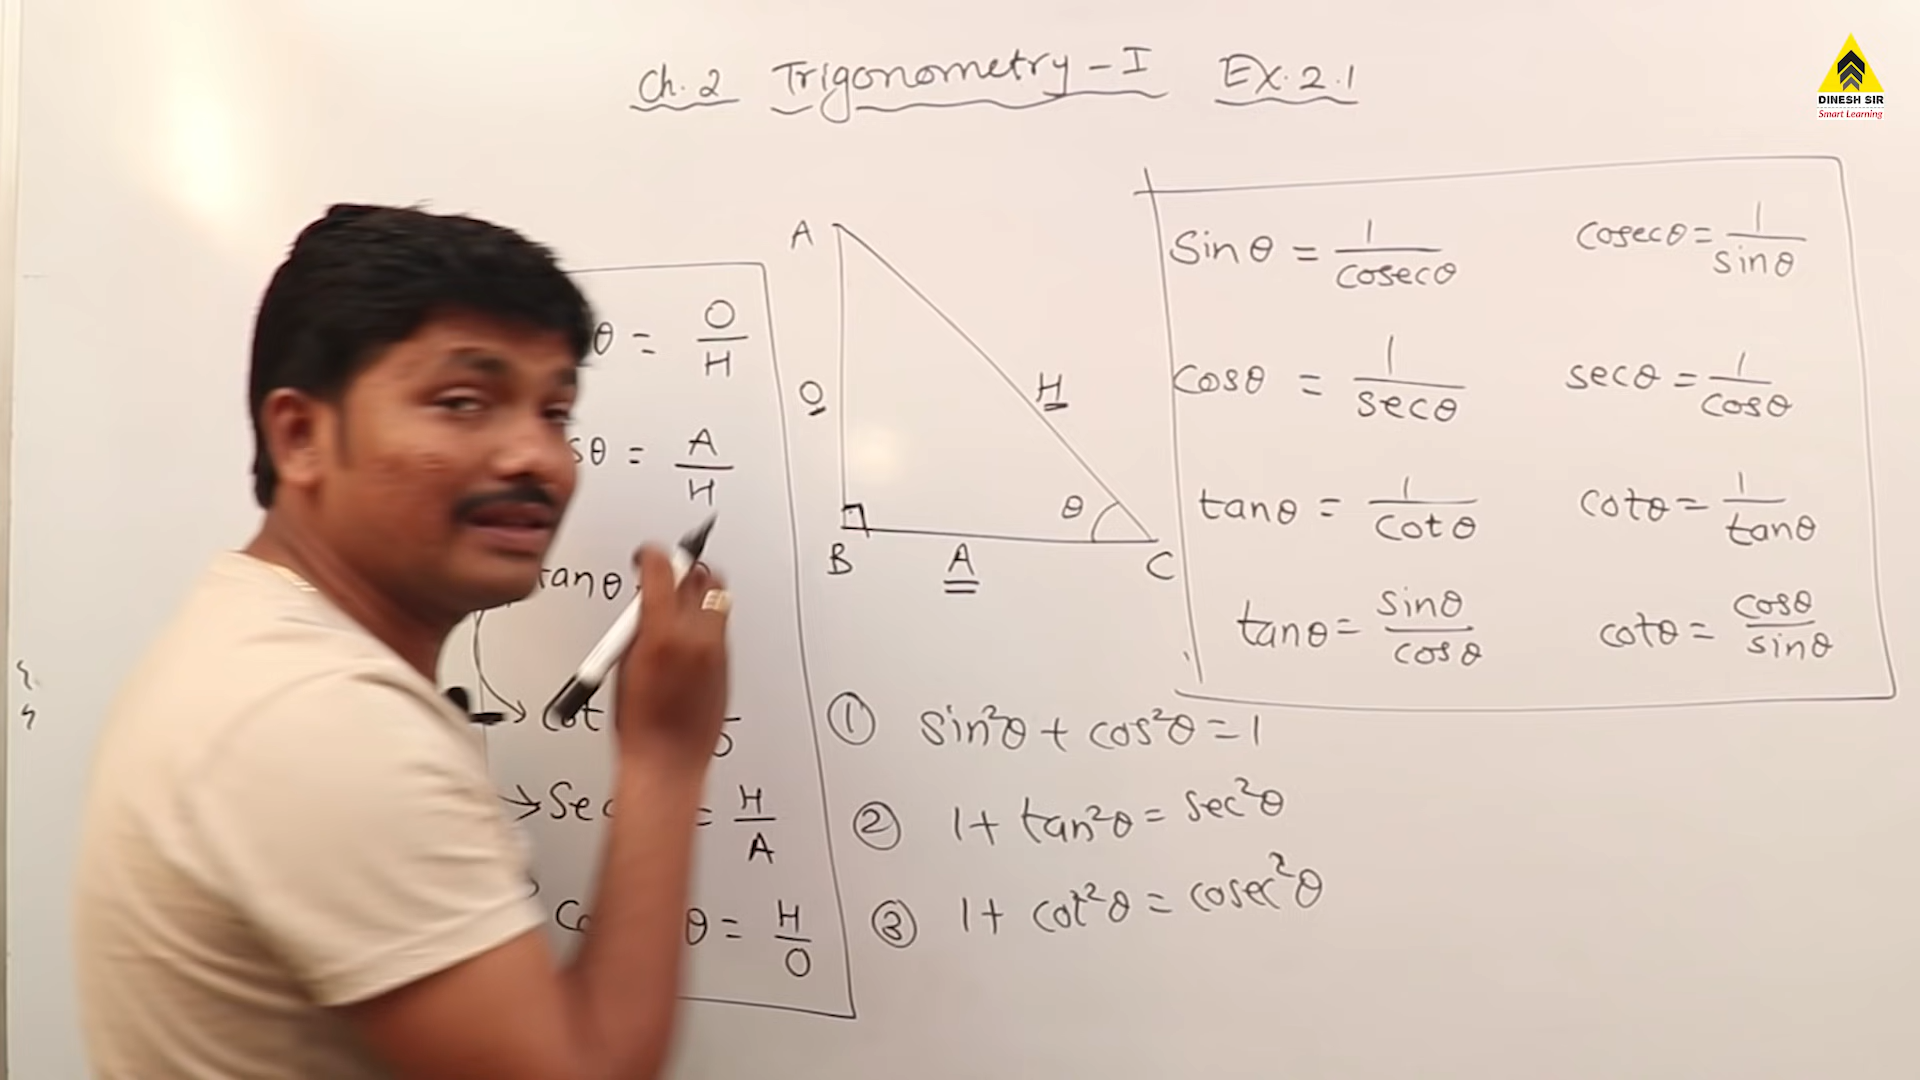 Ch. 2 Trigonometry - I Ex. 2.1
DINESH SIR
Smart Learning
θ = O/H
sθ = A/H
tanθ
cot
→ Sec = H/A
θ = H/O
A
O
H
θ
B
A
C
Sinθ = 1/cosecθ
cosecθ = 1/sinθ
cosθ = 1/secθ
secθ = 1/cosθ
tanθ = 1/cotθ
cotθ = 1/tanθ
tanθ = sinθ/cosθ
cotθ = cosθ/sinθ
① sin²θ + cos²θ = 1
② 1 + tan²θ = sec²θ
③ 1 + cot²θ = cosec²θ